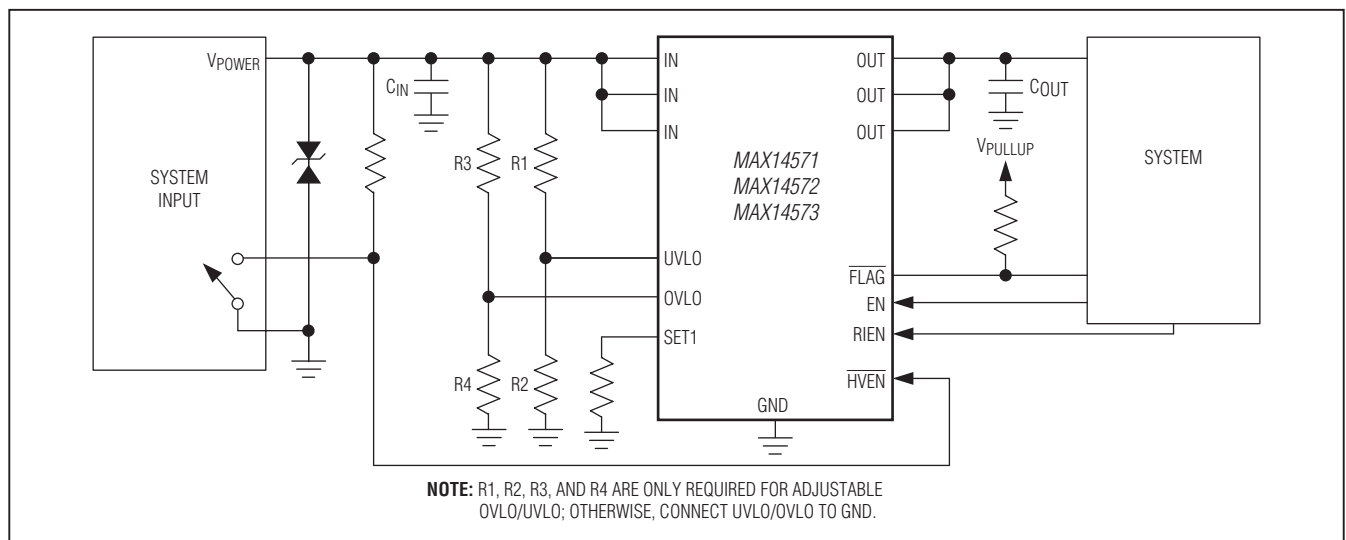 SYSTEM
INPUT
VPOWER
CIN
R3
R1
R4
R2
IN
IN
IN
UVLO
OVLO
SET1
MAX14571
MAX14572
MAX14573
GND
OUT
OUT
OUT
FLAG
EN
RIEN
HVEN
COUT
VPULLUP
SYSTEM
NOTE: R1, R2, R3, AND R4 ARE ONLY REQUIRED FOR ADJUSTABLE
OVLO/UVLO; OTHERWISE, CONNECT UVLO/OVLO TO GND.